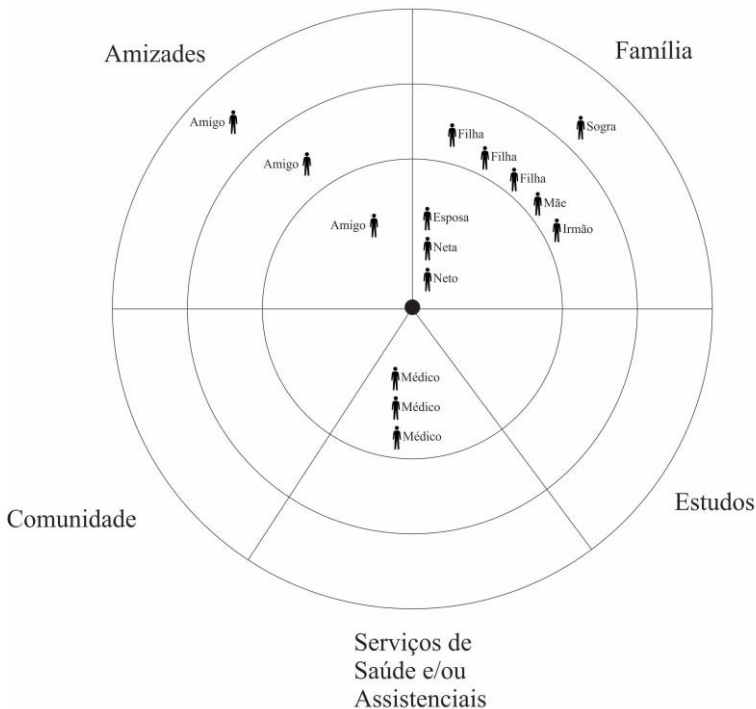 Amizades
Família
Amigo
Sogra
Amigo
Filha
Filha
Filha
Mãe
Irmão
Amigo
Esposa
Neta
Neto
Médico
Médico
Médico
Comunidade
Estudos
Serviços de
Saúde e/ou
Assistenciais